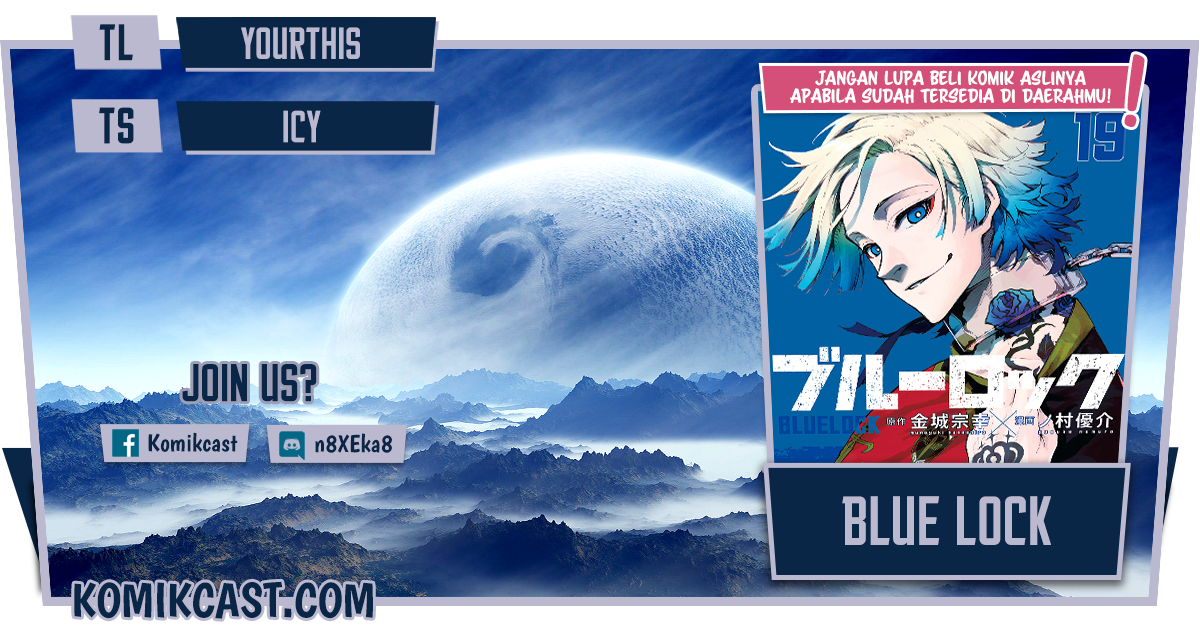 TL YOURTHIS
TS ICY
JANGAN LUPA BELI KOMIK ASLINYA
APABILA SUDAH TERSEDIA DI DAERAHMU!
19
ブルーロック
BLUELOCK 原作 金城宗幸 × 漫画 ノ村優介
JOIN US?
Komikcast n8XEka8
BLUE LOCK
KOMIKCAST.COM